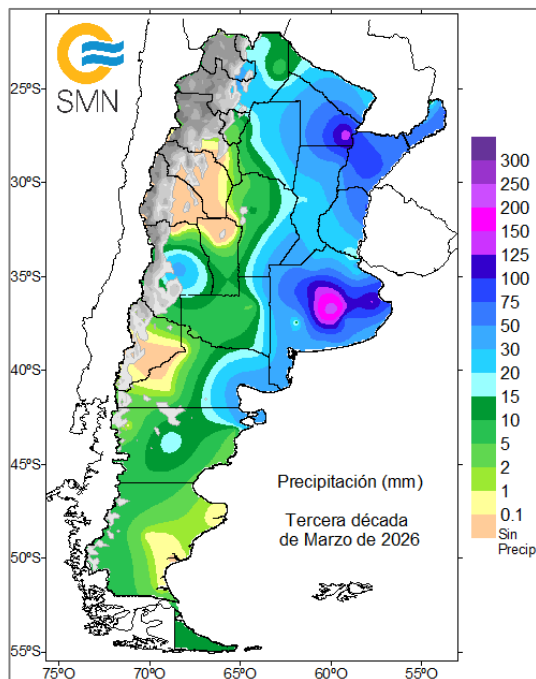 SMN
25ºS
30ºS
35ºS
40ºS
45ºS
50ºS
55ºS
75ºO
70ºO
65ºO
60ºO
55ºO
Precipitación (mm)
Tercera década
de Marzo de 2026
300
250
200
150
125
100
75
50
30
20
15
10
5
2
1
0.1
Sin
Precip